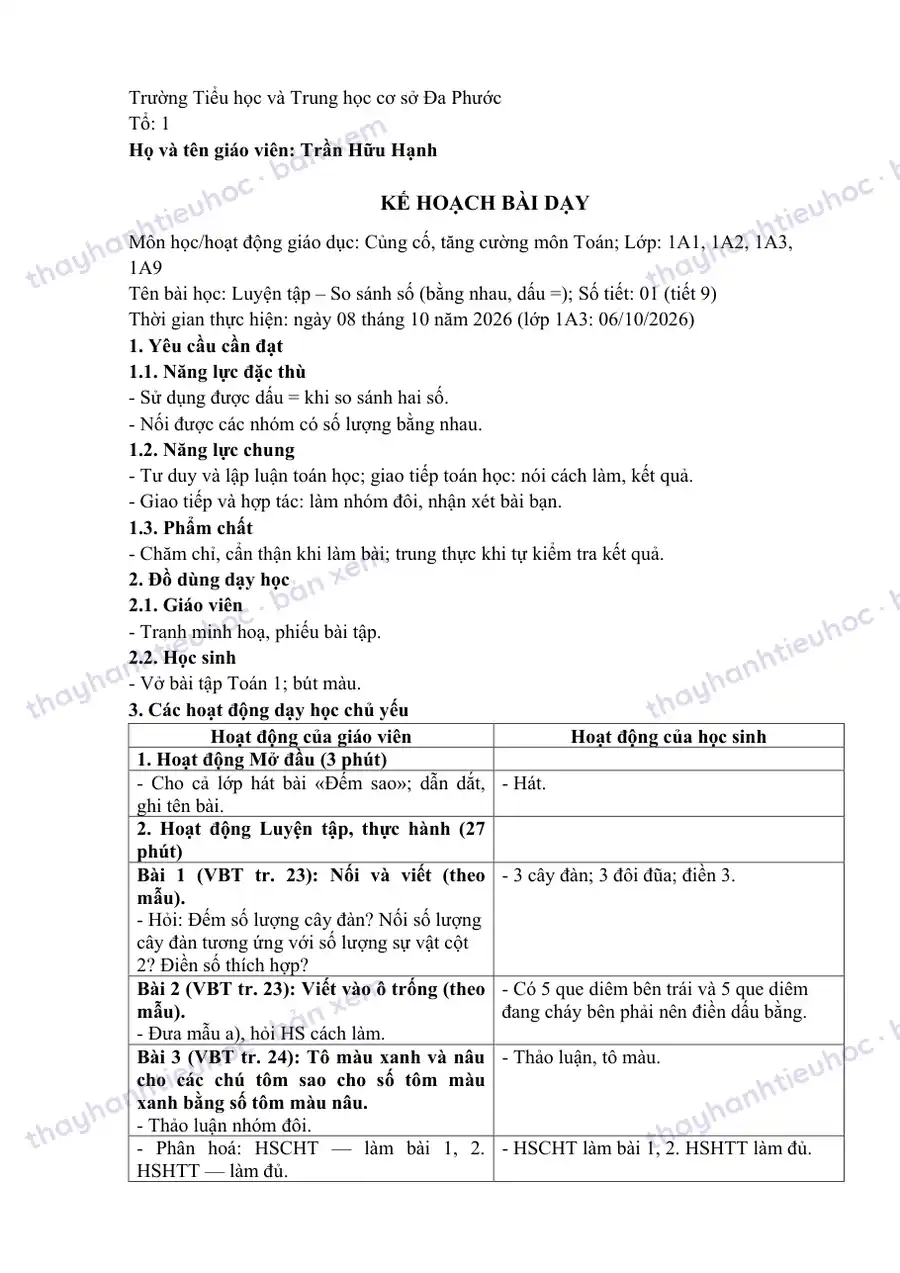 Trường Tiểu học và Trung học cơ sở Đa Phước
Tổ: 1
Họ và tên giáo viên: Trần Hữu Hạnh
KẾ HOẠCH BÀI DẠY
Môn học/hoạt động giáo dục: Củng cố, tăng cường môn Toán; Lớp: 1A1, 1A2, 1A3,
1A9
Tên bài học: Luyện tập – So sánh số (bằng nhau, dấu =); Số tiết: 01 (tiết 9)
Thời gian thực hiện: ngày 08 tháng 10 năm 2026 (lớp 1A3: 06/10/2026)
1. Yêu cầu cần đạt
1.1. Năng lực đặc thù
- Sử dụng được dấu = khi so sánh hai số.
- Nối được các nhóm có số lượng bằng nhau.
1.2. Năng lực chung
- Tư duy và lập luận toán học; giao tiếp toán học: nói cách làm, kết quả.
- Giao tiếp và hợp tác: làm nhóm đôi, nhận xét bài bạn.
1.3. Phẩm chất
- Chăm chỉ, cẩn thận khi làm bài; trung thực khi tự kiểm tra kết quả.
2. Đồ dùng dạy học
2.1. Giáo viên
- Tranh minh hoạ, phiếu bài tập.
2.2. Học sinh
- Vở bài tập Toán 1; bút màu.
3. Các hoạt động dạy học chủ yếu
Hoạt động của giáo viên
Hoạt động của học sinh
1. Hoạt động Mở đầu (3 phút)
- Cho cả lớp hát bài «Đếm sao»; dẫn dắt,
ghi tên bài.
- Hát.
2. Hoạt động Luyện tập, thực hành (27
phút)
Bài 1 (VBT tr. 23): Nối và viết (theo
mẫu).
- Hỏi: Đếm số lượng cây đàn? Nối số lượng
cây đàn tương ứng với số lượng sự vật cột
2? Điền số thích hợp?
- 3 cây đàn; 3 đôi đũa; điền 3.
Bài 2 (VBT tr. 23): Viết vào ô trống (theo
mẫu).
- Đưa mẫu a), hỏi HS cách làm.
- Có 5 que diêm bên trái và 5 que diêm
đang cháy bên phải nên điền dấu bằng.
Bài 3 (VBT tr. 24): Tô màu xanh và nâu
cho các chú tôm sao cho số tôm màu
xanh bằng số tôm màu nâu.
- Thảo luận nhóm đôi.
- Thảo luận, tô màu.
- Phân hoá: HSCHT — làm bài 1, 2.
HSHTT — làm đủ.
- HSCHT làm bài 1, 2. HSHTT làm đủ.
thayhanhtieuhoc · bản xem
thayhanhtieuhoc · b
thayhanhtieuhoc · bản xem
thayhanhtieuhoc · b
thayhanhtieuhoc · bản xem
thayhanhtieuhoc · b